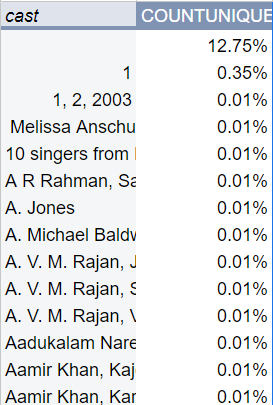 cast COUNTUNIQUE
12.75%
1 0.35%
1, 2, 2003 0.01%
Melissa Anschu 0.01%
10 singers from 0.01%
A R Rahman, Sa 0.01%
A. Jones 0.01%
A. Michael Baldw 0.01%
A. V. M. Rajan, J 0.01%
A. V. M. Rajan, S 0.01%
A. V. M. Rajan, V 0.01%
Aadukalam Nare 0.01%
Aamir Khan, Kaj 0.01%
Aamir Khan, Kar 0.01%